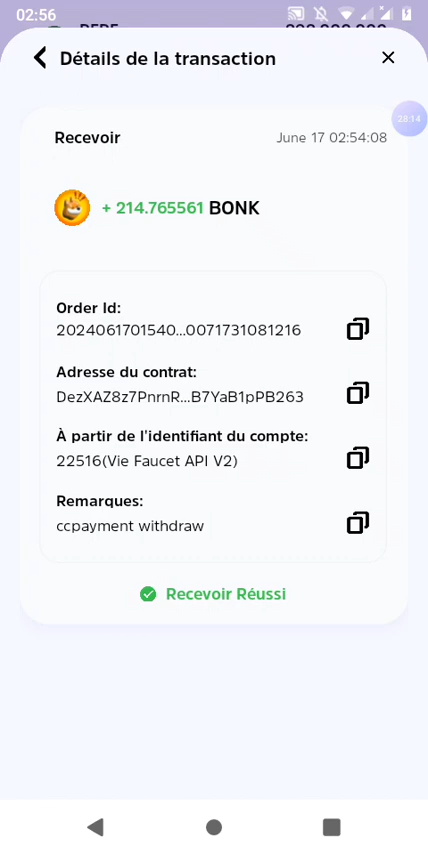 02:56
Détails de la transaction
28:14
Recevoir
June 17 02:54:08
+ 214.765561 BONK
Order Id:
2024061701540...0071731081216
Adresse du contrat:
DezXAZ8z7PnrnR...B7YaB1pPB263
À partir de l'identifiant du compte:
22516(Vie Faucet API V2)
Remarques:
ccpayment withdraw
Recevoir Réussi